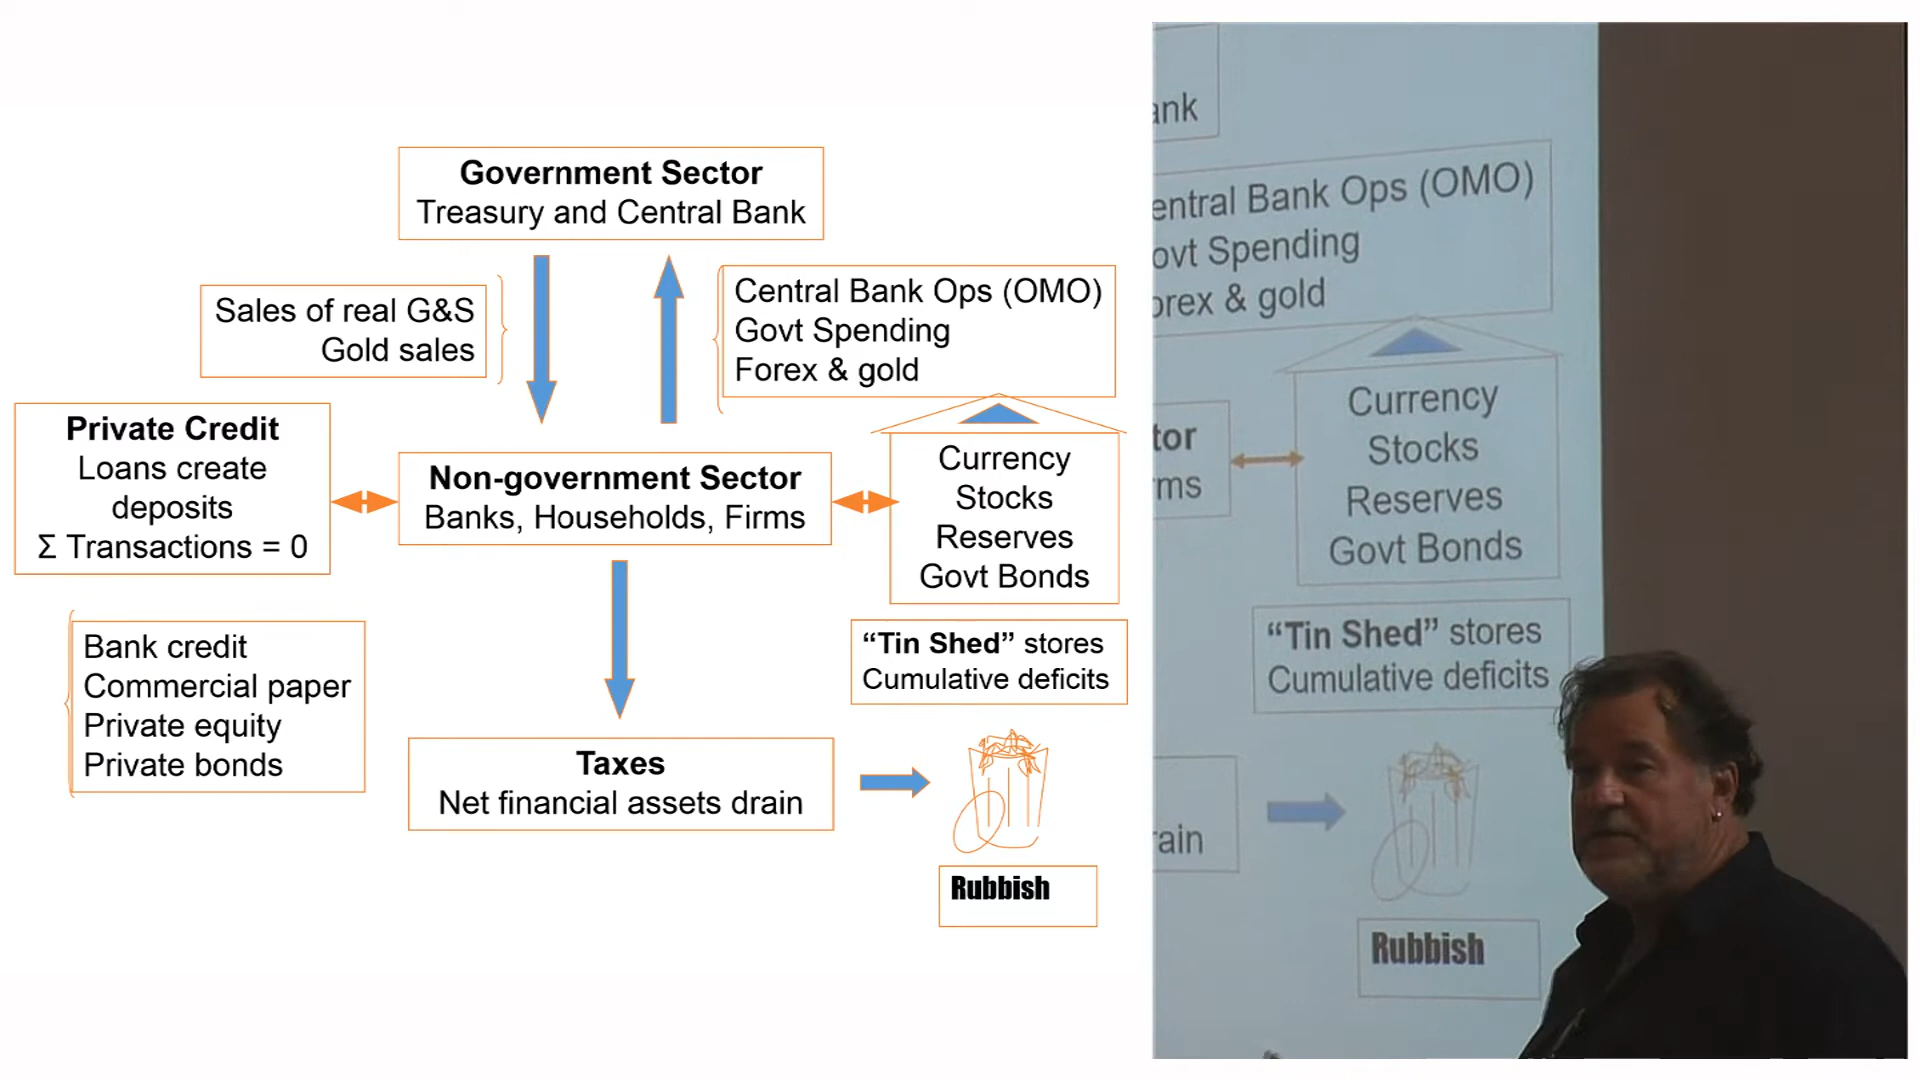 Government Sector
Treasury and Central Bank
Sales of real G&S
Gold sales
Central Bank Ops (OMO)
Govt Spending
Forex & gold
Private Credit
Loans create
deposits
Σ Transactions = 0
Non-government Sector
Banks, Households, Firms
Currency
Stocks
Reserves
Govt Bonds
Bank credit
Commercial paper
Private equity
Private bonds
“Tin Shed” stores
Cumulative deficits
Taxes
Net financial assets drain
Rubbish
ank
entral Bank Ops (OMO)
ovt Spending
orex & gold
tor
rms
Currency
Stocks
Reserves
Govt Bonds
“Tin Shed” stores
Cumulative deficits
rain
Rubbish